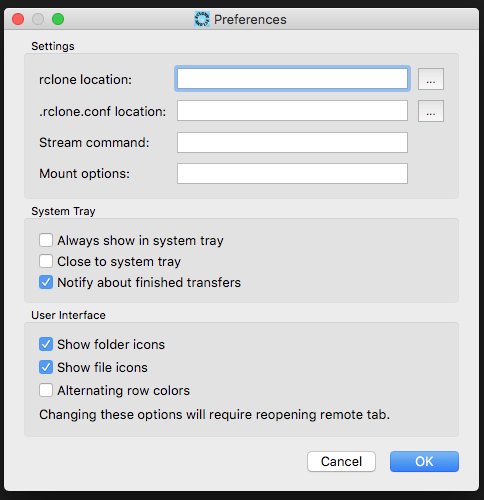 Preferences
Settings
rclone location:
...
.rclone.conf location:
...
Stream command:
Mount options:
System Tray
Always show in system tray
Close to system tray
Notify about finished transfers
User Interface
Show folder icons
Show file icons
Alternating row colors
Changing these options will require reopening remote tab.
Cancel OK